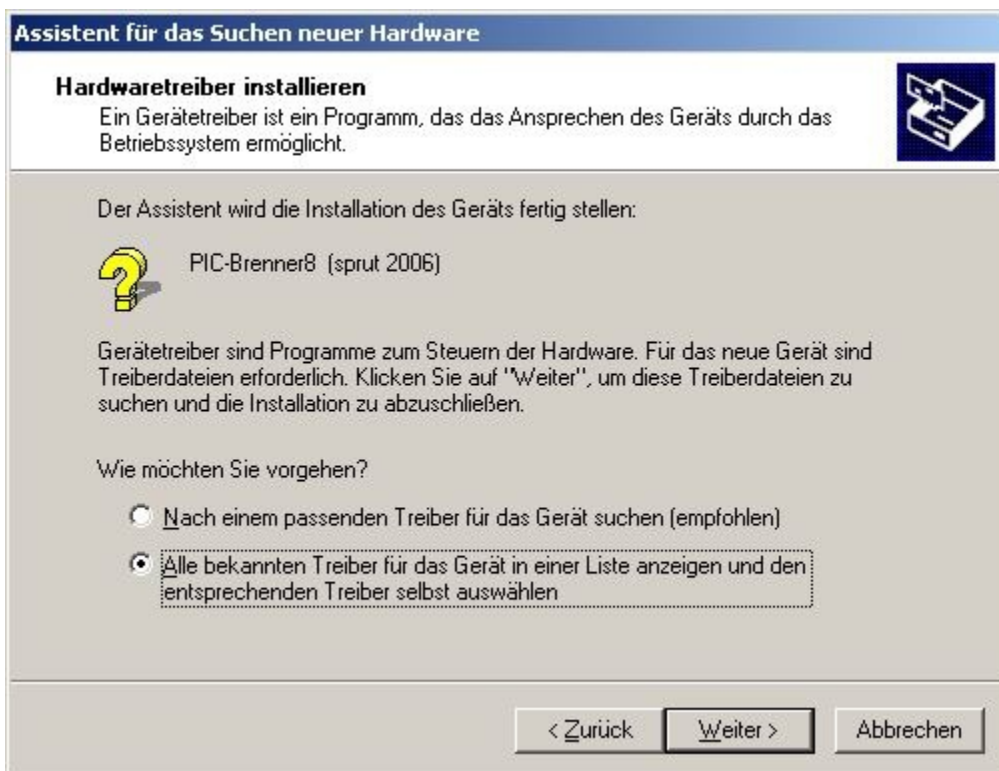 Assistent für das Suchen neuer Hardware
Hardwaretreiber installieren
Ein Gerätetreiber ist ein Programm, das das Ansprechen des Geräts durch das
Betriebssystem ermöglicht.
Der Assistent wird die Installation des Geräts fertig stellen:
PIC-Brenner8 (sprut 2006)
Gerätetreiber sind Programme zum Steuern der Hardware. Für das neue Gerät sind
Treiberdateien erforderlich. Klicken Sie auf "Weiter", um diese Treiberdateien zu
suchen und die Installation zu abzuschließen.
Wie möchten Sie vorgehen?
Nach einem passenden Treiber für das Gerät suchen (empfohlen)
Alle bekannten Treiber für das Gerät in einer Liste anzeigen und den
entsprechenden Treiber selbst auswählen
< Zurück Weiter > Abbrechen